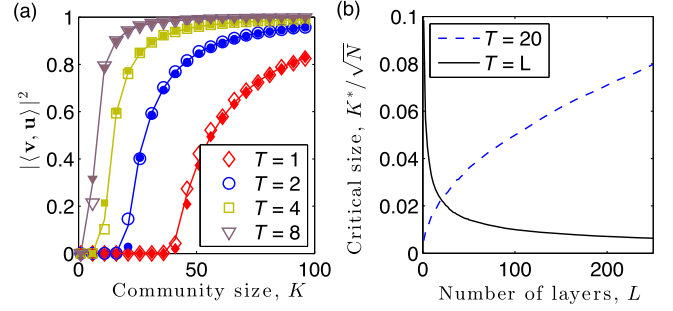 (a)
1
0.8
0.6
0.4
0.2
0
0 50 100
|⟨v, u⟩|²
Community size, K
T = 1
T = 2
T = 4
T = 8
(b)
0.1
0.08
0.06
0.04
0.02
0
0 100 200
Critical size, K*/√N
Number of layers, L
T = 20
T = L